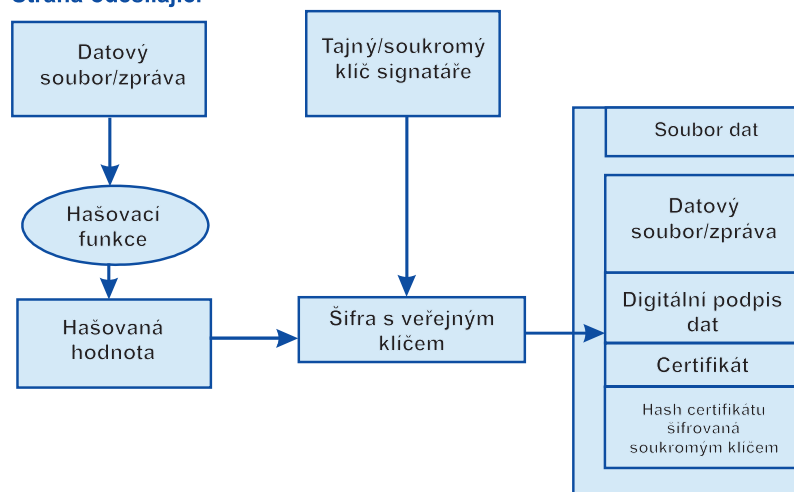 Datový
soubor/zpráva
Tajný/soukromý
klíč signatáře
Soubor dat
Hašovací
funkce
Datový
soubor/zpráva
Hašovaná
hodnota
Šifra s veřejným
klíčem
Digitální podpis
dat
Certifikát
Hash certifikátu
šifrovaná
soukromým klíčem